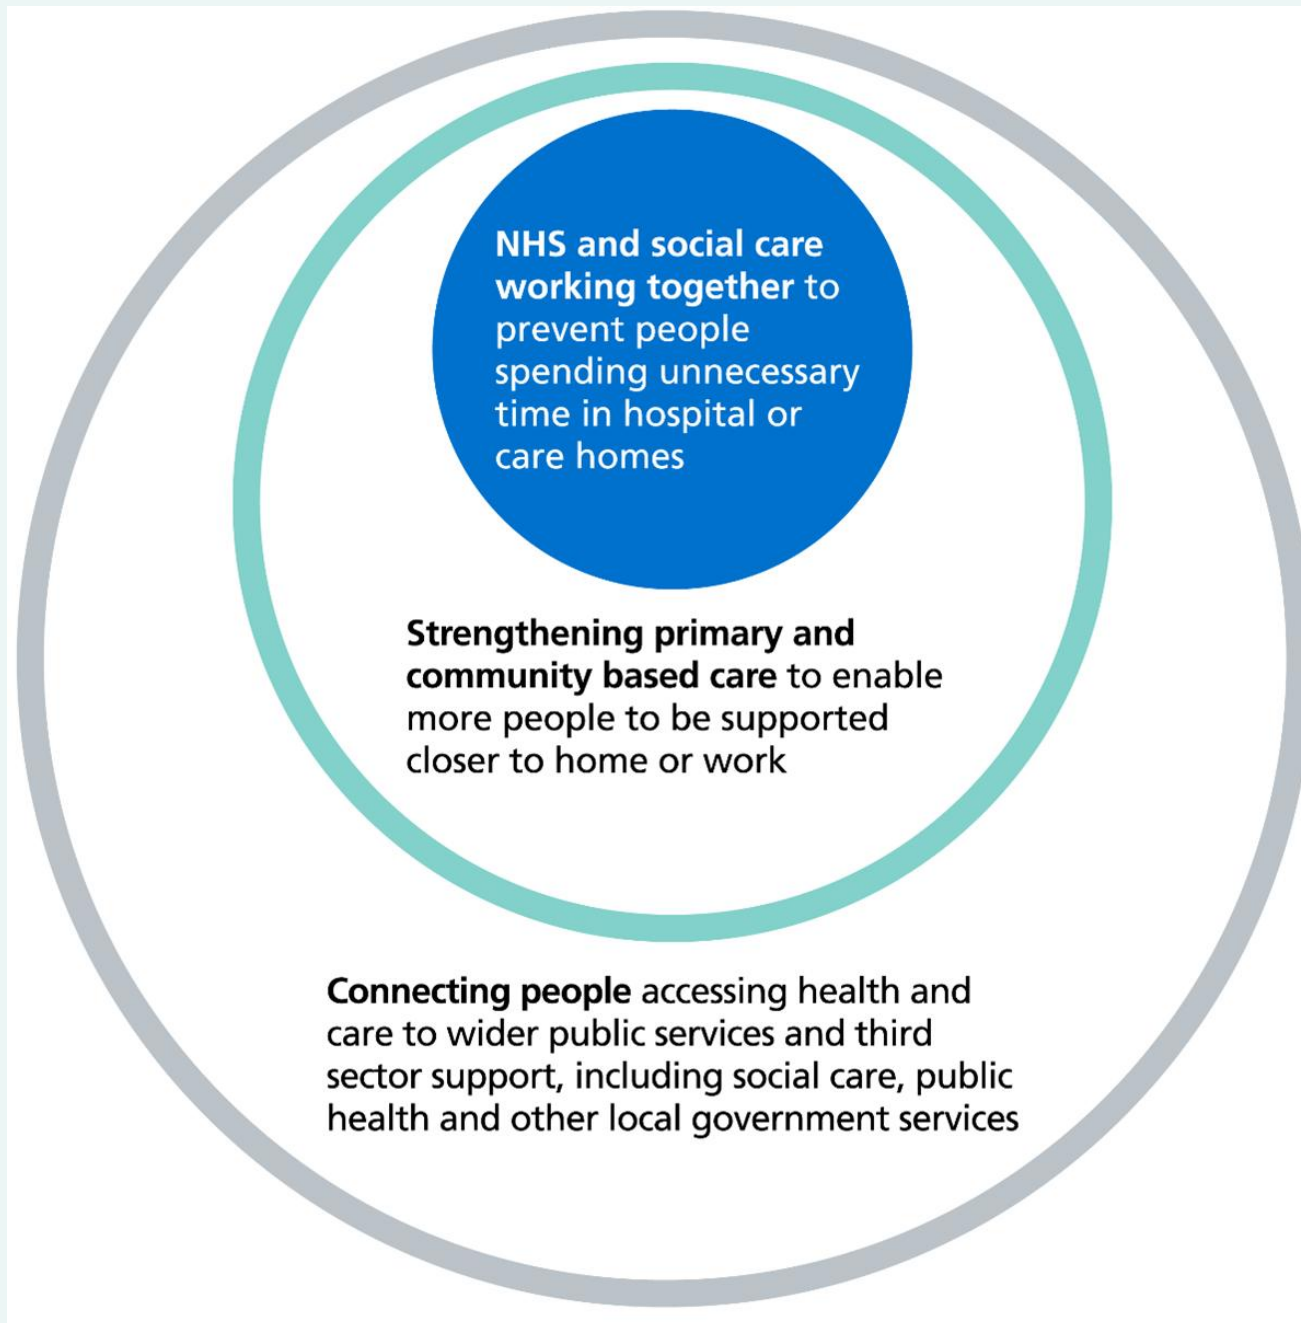 NHS and social care
working together to
prevent people
spending unnecessary
time in hospital or
care homes
Strengthening primary and
community based care to enable
more people to be supported
closer to home or work
Connecting people accessing health and
care to wider public services and third
sector support, including social care, public
health and other local government services